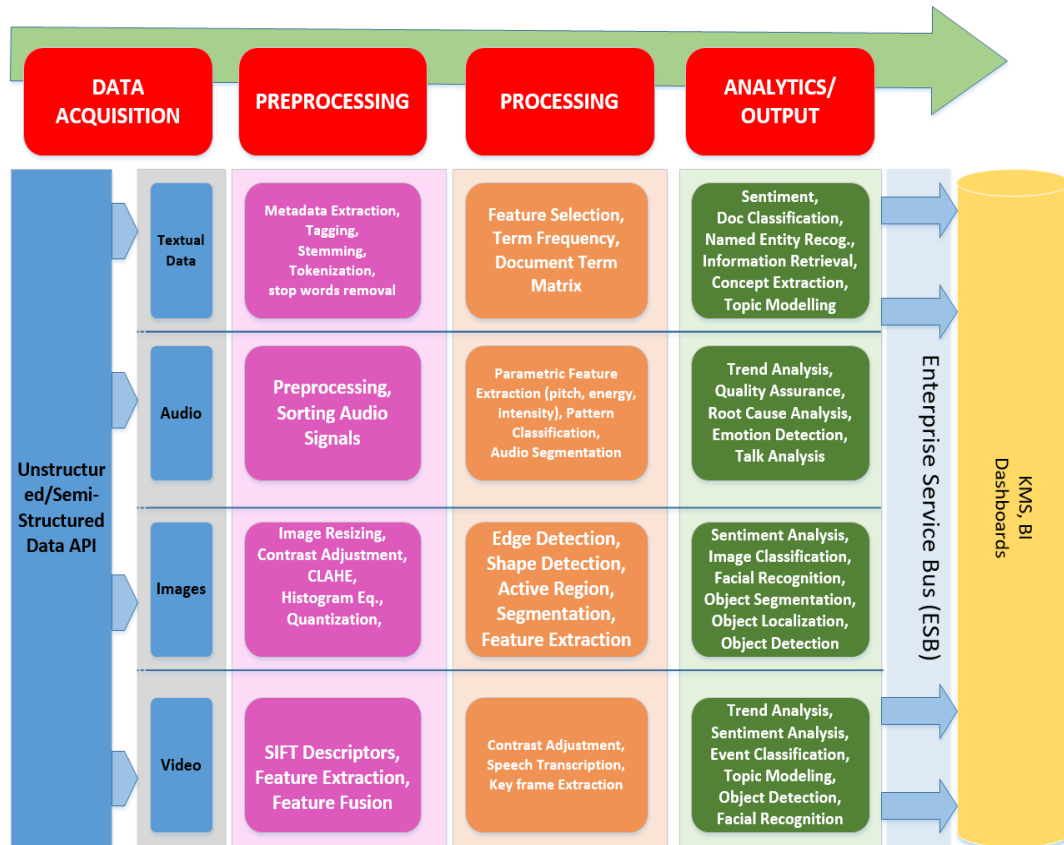 DATA
ACQUISITION
PREPROCESSING
PROCESSING
ANALYTICS/
OUTPUT
Unstructur
ed/Semi-
Structured
Data API
Textual
Data
Metadata Extraction,
Tagging,
Stemming,
Tokenization,
stop words removal
Feature Selection,
Term Frequency,
Document Term
Matrix
Sentiment,
Doc Classification,
Named Entity Recog.,
Information Retrieval,
Concept Extraction,
Topic Modelling
Audio
Preprocessing,
Sorting Audio
Signals
Parametric Feature
Extraction (pitch, energy,
intensity), Pattern
Classification,
Audio Segmentation
Trend Analysis,
Quality Assurance,
Root Cause Analysis,
Emotion Detection,
Talk Analysis
Images
Image Resizing,
Contrast Adjustment,
CLAHE,
Histogram Eq.,
Quantization,
Edge Detection,
Shape Detection,
Active Region,
Segmentation,
Feature Extraction
Sentiment Analysis,
Image Classification,
Facial Recognition,
Object Segmentation,
Object Localization,
Object Detection
Video
SIFT Descriptors,
Feature Extraction,
Feature Fusion
Contrast Adjustment,
Speech Transcription,
Key frame Extraction
Trend Analysis,
Sentiment Analysis,
Event Classification,
Topic Modeling,
Object Detection,
Facial Recognition
Enterprise Service Bus (ESB)
KMS, BI
Dashboards